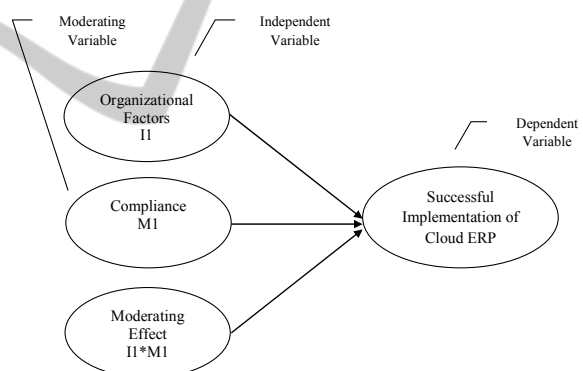 Moderating
Variable
Independent
Variable
Organizational
Factors
I1
Dependent
Variable
Compliance
M1
Successful
Implementation of
Cloud ERP
Moderating
Effect
I1*M1